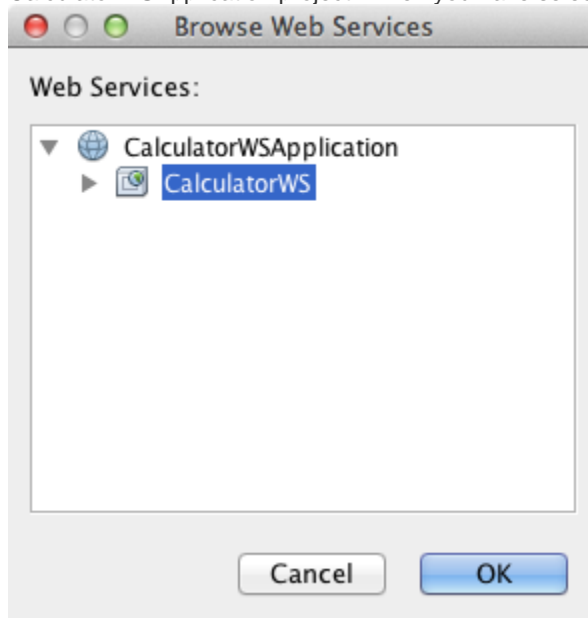 Browse Web Services
Web Services:
CalculatorWSApplication
CalculatorWS
Cancel
OK